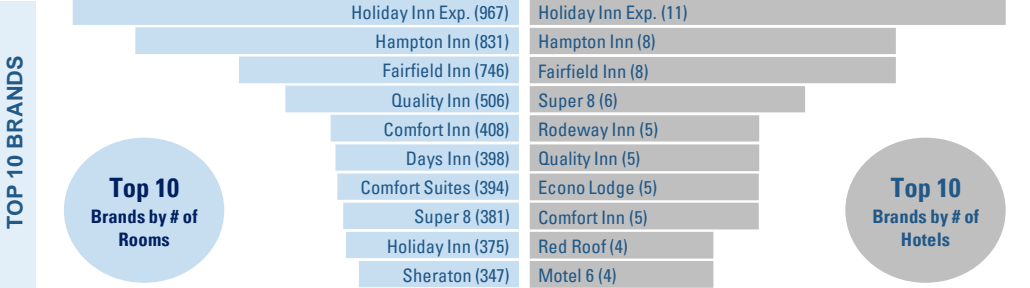 TOP 10 BRANDS
Holiday Inn Exp. (967)
Hampton Inn (831)
Fairfield Inn (746)
Quality Inn (506)
Comfort Inn (408)
Days Inn (398)
Comfort Suites (394)
Super 8 (381)
Holiday Inn (375)
Sheraton (347)
Top 10
Brands by # of
Rooms
Holiday Inn Exp. (11)
Hampton Inn (8)
Fairfield Inn (8)
Super 8 (6)
Rodeway Inn (5)
Quality Inn (5)
Econo Lodge (5)
Comfort Inn (5)
Red Roof (4)
Motel 6 (4)
Top 10
Brands by # of
Hotels